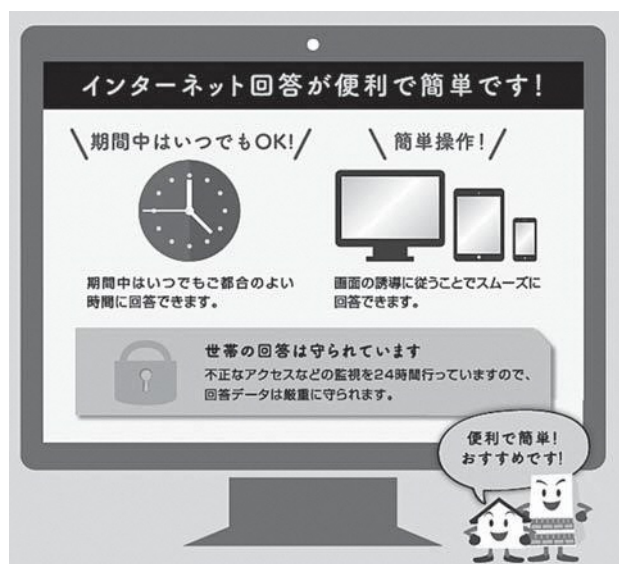 インターネット回答が便利で簡単です!
期間中はいつでもOK!
簡単操作!
期間中はいつでもご都合のよい
時間に回答できます。
画面の誘導に従うことでスムーズに
回答できます。
世帯の回答は守られています
不正なアクセスなどの監視を24時間行っていますので、
回答データは厳重に守られます。
便利で簡単!
おすすめです!